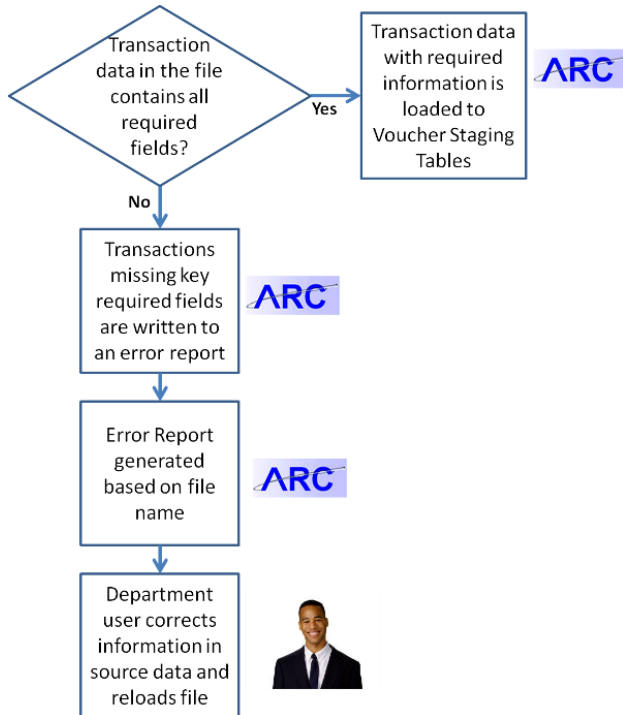 Transaction
data in the file
contains all
required
fields?
Yes
Transaction data
with required
information is
loaded to
Voucher Staging
Tables
ARC
No
Transactions
missing key
required fields
are written to
an error report
ARC
Error Report
generated
based on file
name
ARC
Department
user corrects
information in
source data and
reloads file